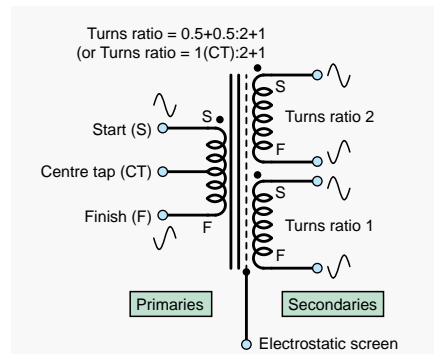 Turns ratio = 0.5+0.5:2+1
(or Turns ratio = 1(CT):2+1
S
S
Turns ratio 2
Start (S)
F
Centre tap (CT)
S
Finish (F)
F
Turns ratio 1
F
Primaries
Secondaries
Electrostatic screen